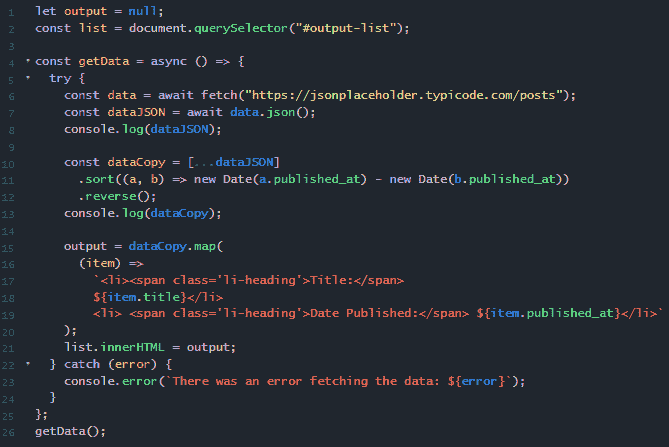 1 let output = null;
2 const list = document.querySelector("#output-list");
3
4 const getData = async () => {
5 try {
6 const data = await fetch("https://jsonplaceholder.typicode.com/posts");
7 const dataJSON = await data.json();
8 console.log(dataJSON);
9
10 const dataCopy = [...dataJSON]
11 .sort((a, b) => new Date(a.published_at) - new Date(b.published_at))
12 .reverse();
13 console.log(dataCopy);
14
15 output = dataCopy.map(
16 (item) =>
17 `<li><span class='li-heading'>Title:</span>
18 ${item.title}</li>
19 <li> <span class='li-heading'>Date Published:</span> ${item.published_at}</li>`
20 );
21 list.innerHTML = output;
22 } catch (error) {
23 console.error(`There was an error fetching the data: ${error}`);
24 }
25 };
26 getData();